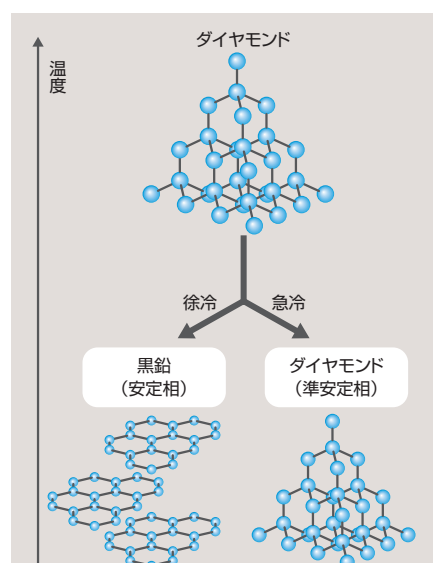 ダイヤモンド
温度
徐冷
急冷
黒鉛
（安定相）
ダイヤモンド
（準安定相）